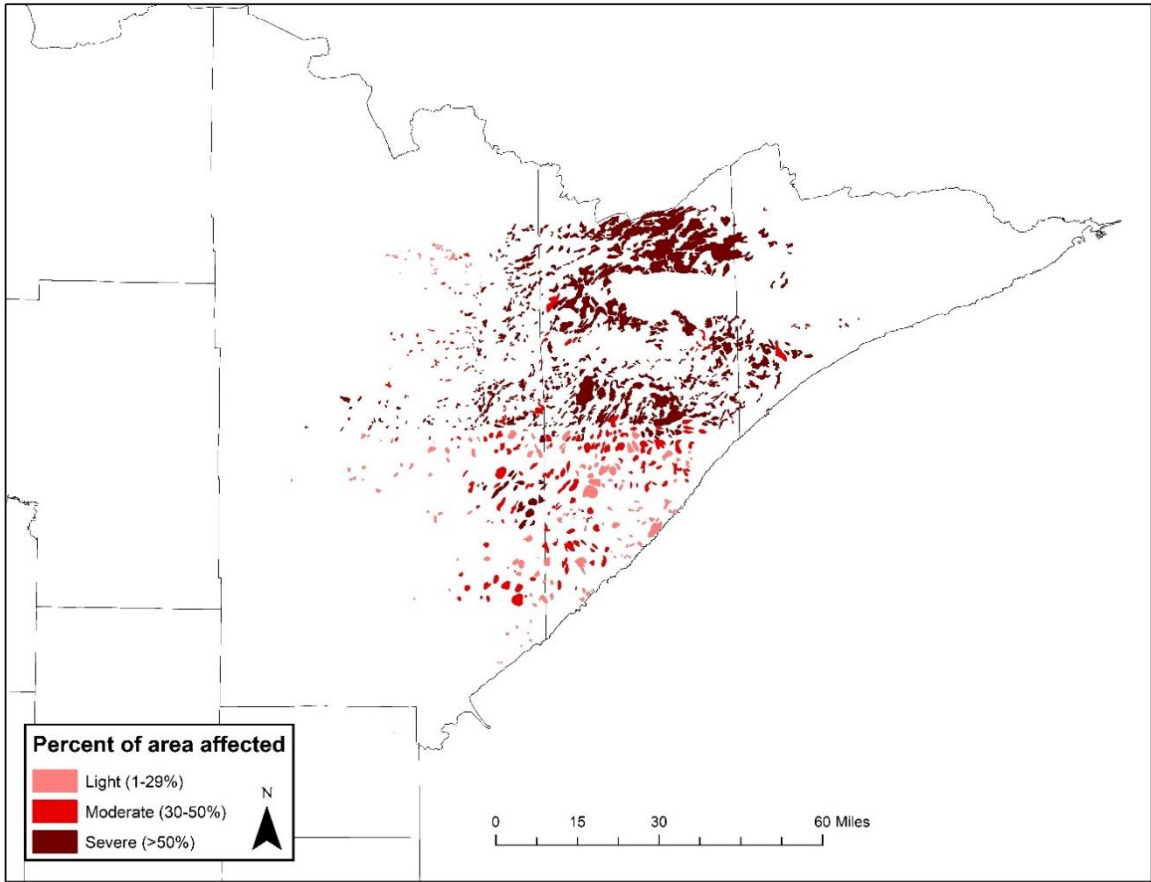 Percent of area affected
Light (1-29%)
Moderate (30-50%)
Severe (>50%)
N
0 15 30 60 Miles